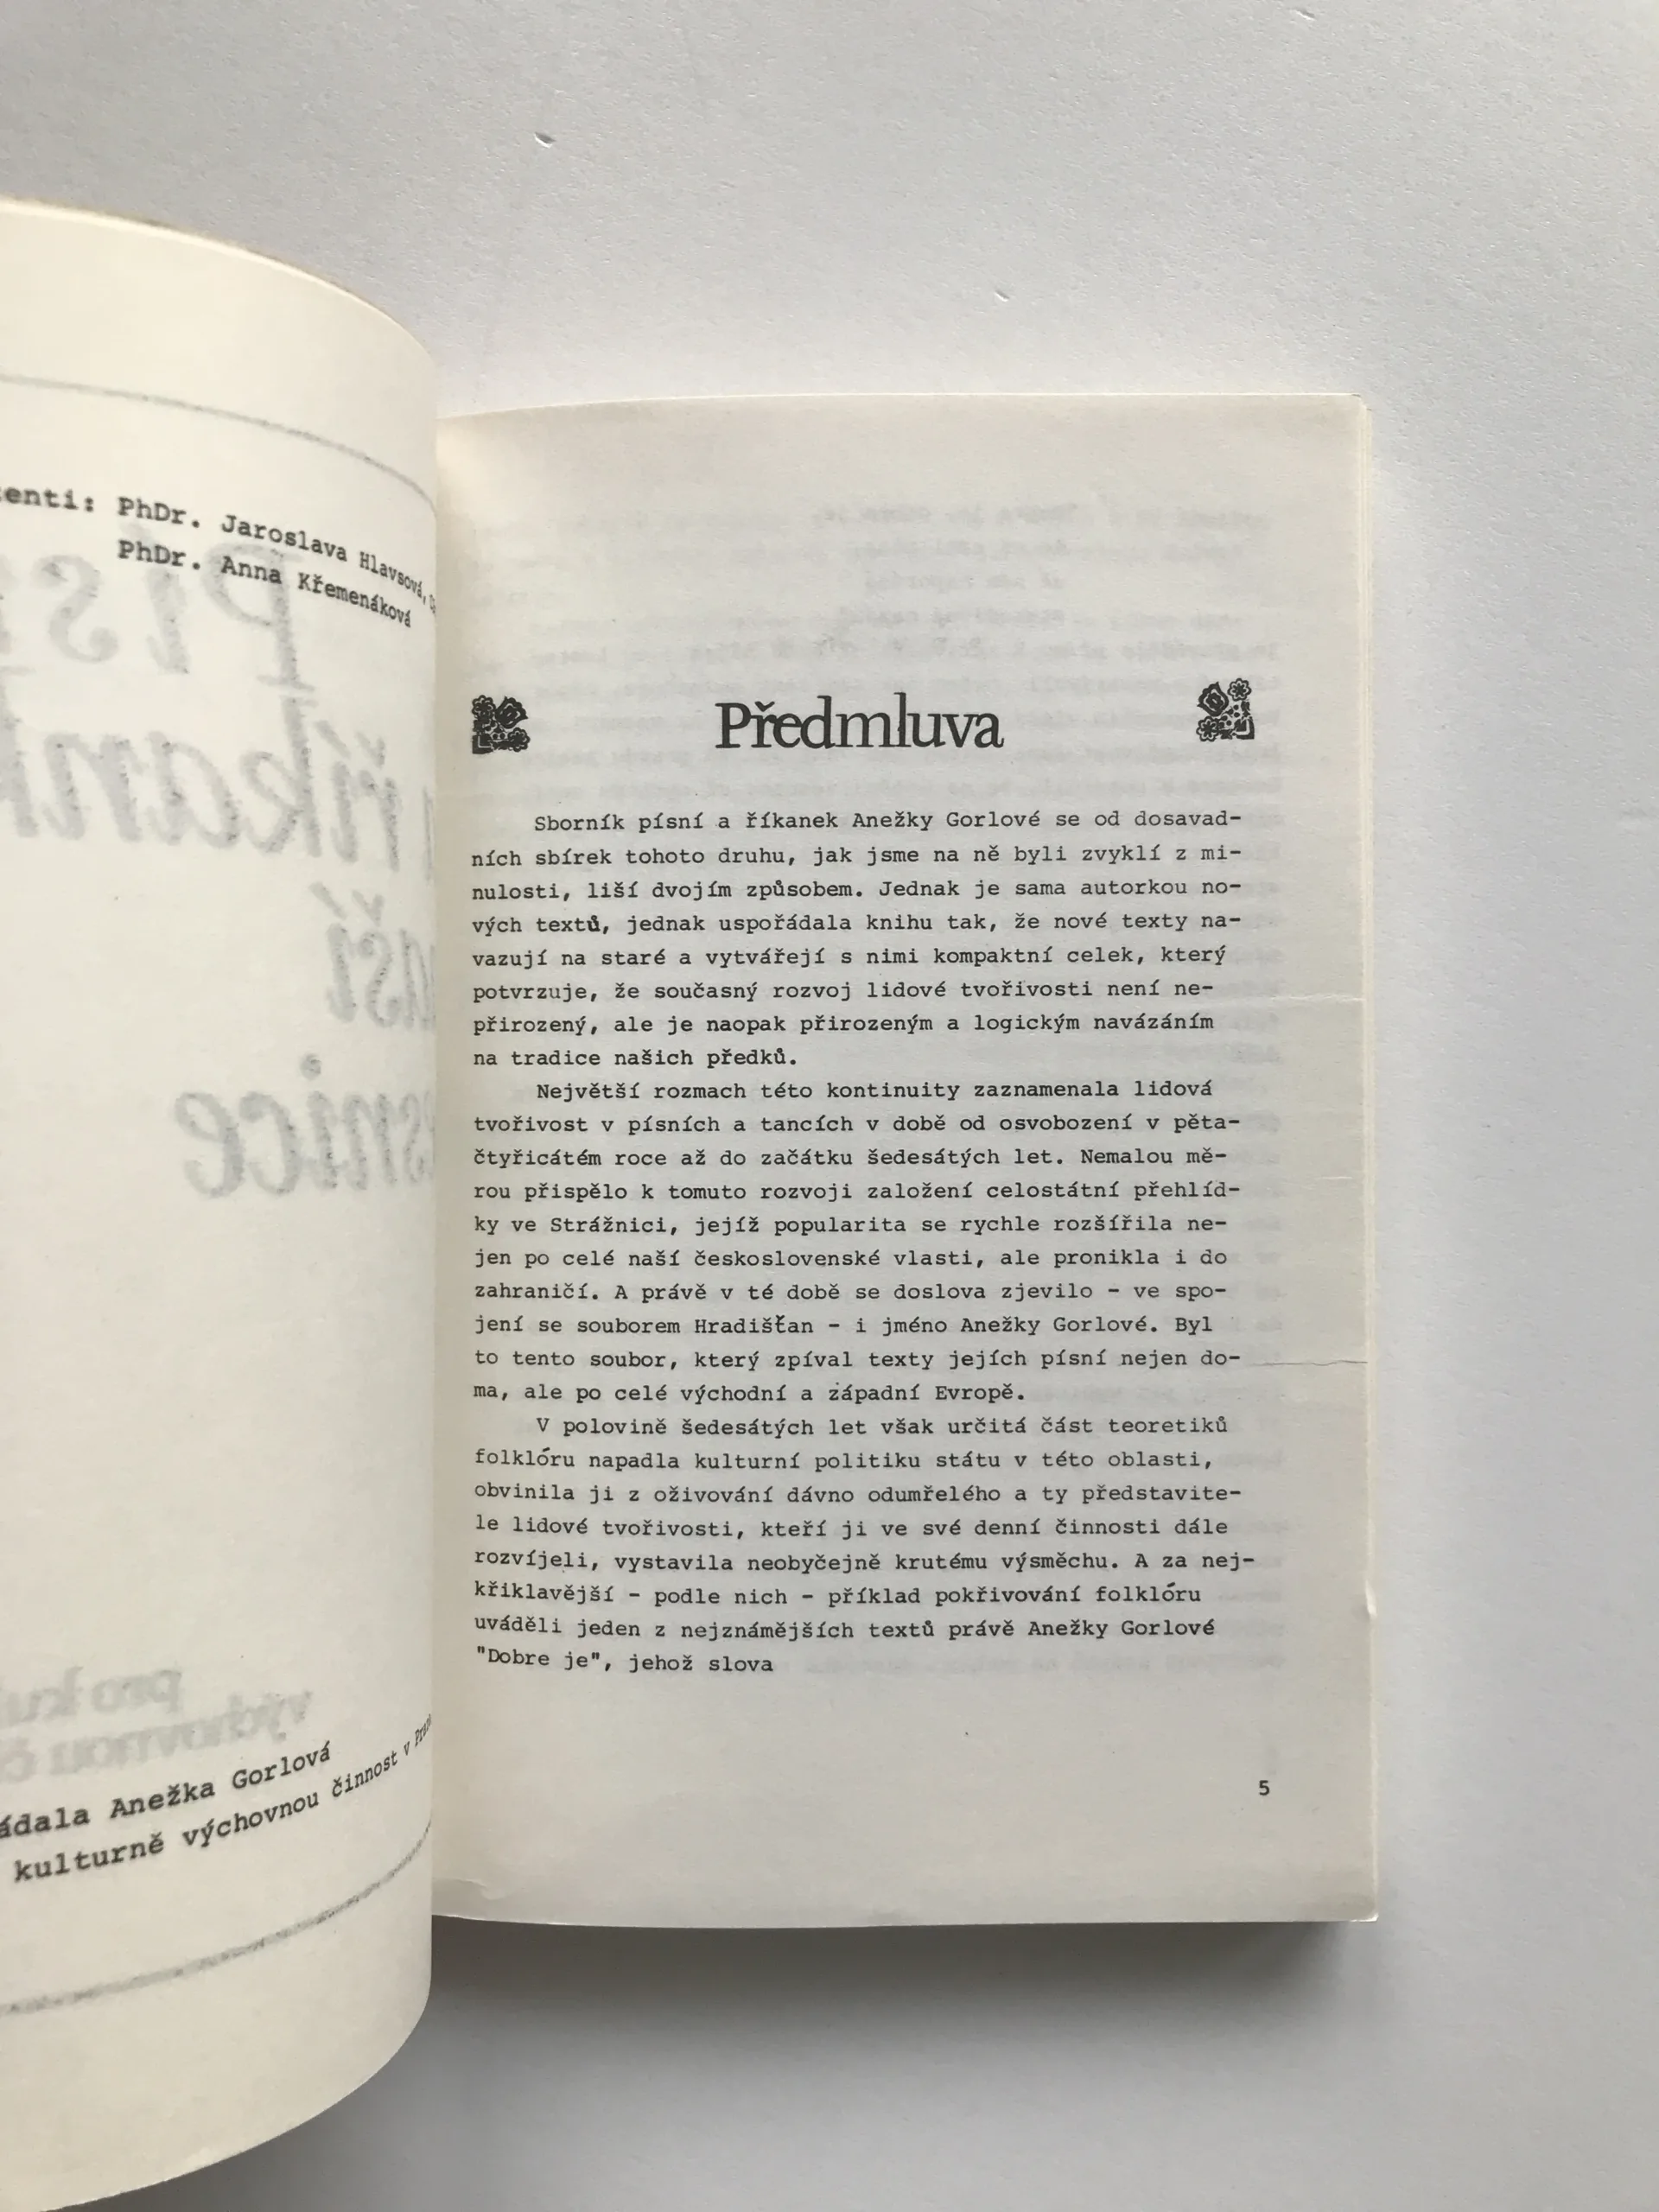 PhDr. Jaroslava Hlavsová,
PhDr. Anna Křemenáková
Anežka Gorlová
kulturně výchovnou činnost v
Předmluva
Sborník písní a říkanek Anežky Gorlové se od dosavad-
ních sbírek tohoto druhu, jak jsme na ně byli zvyklí z mi-
nulosti, liší dvojím způsobem. Jednak je sama autorkou no-
vých textů, jednak uspořádala knihu tak, že nové texty na-
vazují na staré a vytvářejí s nimi kompaktní celek, který
potvrzuje, že současný rozvoj lidové tvořivosti není ne-
přirozený, ale je naopak přirozeným a logickým navázáním
na tradice našich předků.
Největší rozmach této kontinuity zaznamenala lidová
tvořivost v písních a tancích v době od osvobození v pěta-
čtyřicátém roce až do začátku šedesátých let. Nemalou mě-
rou přispělo k tomuto rozvoji založení celostátní přehlíd-
ky ve Strážnici, jejíž popularita se rychle rozšířila ne-
jen po celé naší československé vlasti, ale pronikla i do
zahraničí. A právě v té době se doslova zjevilo - ve spo-
jení se souborem Hradišťan - i jméno Anežky Gorlové. Byl
to tento soubor, který zpíval texty jejích písní nejen do-
ma, ale po celé východní a západní Evropě.
V polovině šedesátých let však určitá část teoretiků
folklóru napadla kulturní politiku státu v této oblasti,
obvinila ji z oživování dávno odumřelého a ty představite-
le lidové tvořivosti, kteří ji ve své denní činnosti dále
rozvíjeli, vystavila neobyčejně krutému výsměchu. A za nej-
křiklavější - podle nich - příklad pokřivování folklóru
uváděli jeden z nejznámějších textů právě Anežky Gorlové
"Dobre je", jehož slova
5